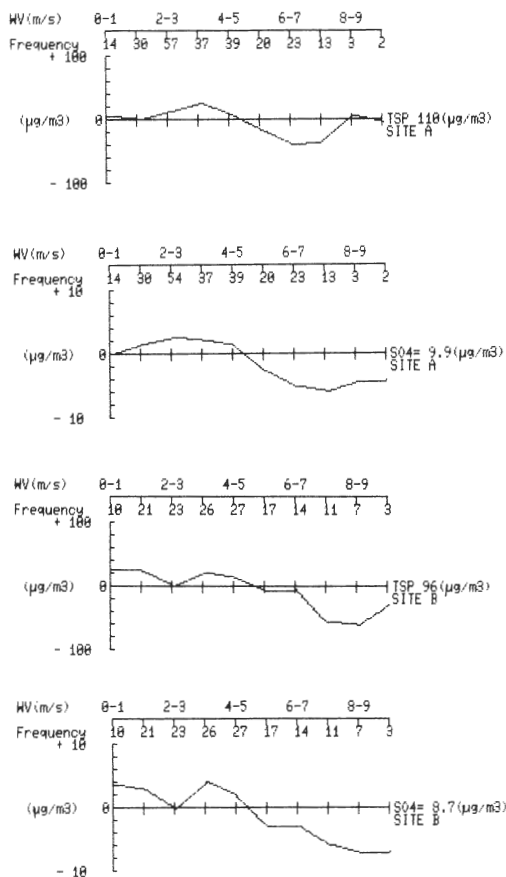 WV(m/s) 0-1 2-3 4-5 6-7 8-9
Frequency 14 30 57 37 39 20 23 13 3 2
+ 100
(µg/m3) 0 TSP 110(µg/m3)
SITE A
- 100
WV(m/s) 0-1 2-3 4-5 6-7 8-9
Frequency 14 30 54 37 39 20 23 13 3 2
+ 10
(µg/m3) 0 SO4= 9.9(µg/m3)
SITE A
- 10
WV(m/s) 0-1 2-3 4-5 6-7 8-9
Frequency 10 21 23 26 27 17 14 11 7 3
+ 100
(µg/m3) 0 TSP 96(µg/m3)
SITE B
- 100
WV(m/s) 0-1 2-3 4-5 6-7 8-9
Frequency 10 21 23 26 27 17 14 11 7 3
+ 10
(µg/m3) 0 SO4= 8.7(µg/m3)
SITE B
- 10